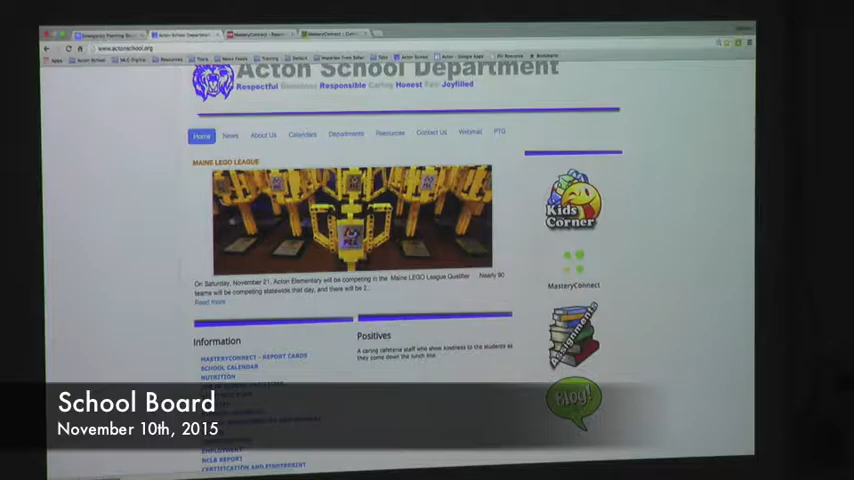 www.actonschool.org
Acton School Department
Respectful Responsible Caring Honest Fair Joyfilled
Home News About Us Calendars Departments Resources Contact Us Webmail PTG
MAINE LEGO LEAGUE
On Saturday, November 21, Acton Elementary will be competing in the Maine LEGO League Qualifier Nearly 90
teams will be competing statewide that day, and there will be 2...
Read more
Kids
Corner
MasteryConnect
Assignments
Blog!
Information
MASTERYCONNECT - REPORT CARDS
SCHOOL CALENDAR
NUTRITION
EMPLOYMENT
NCLB REPORT
CERTIFICATION AND FINGERPRINT
Positives
A caring cafeteria staff who show kindness to the students as
they come down the lunch line.
School Board
November 10th, 2015